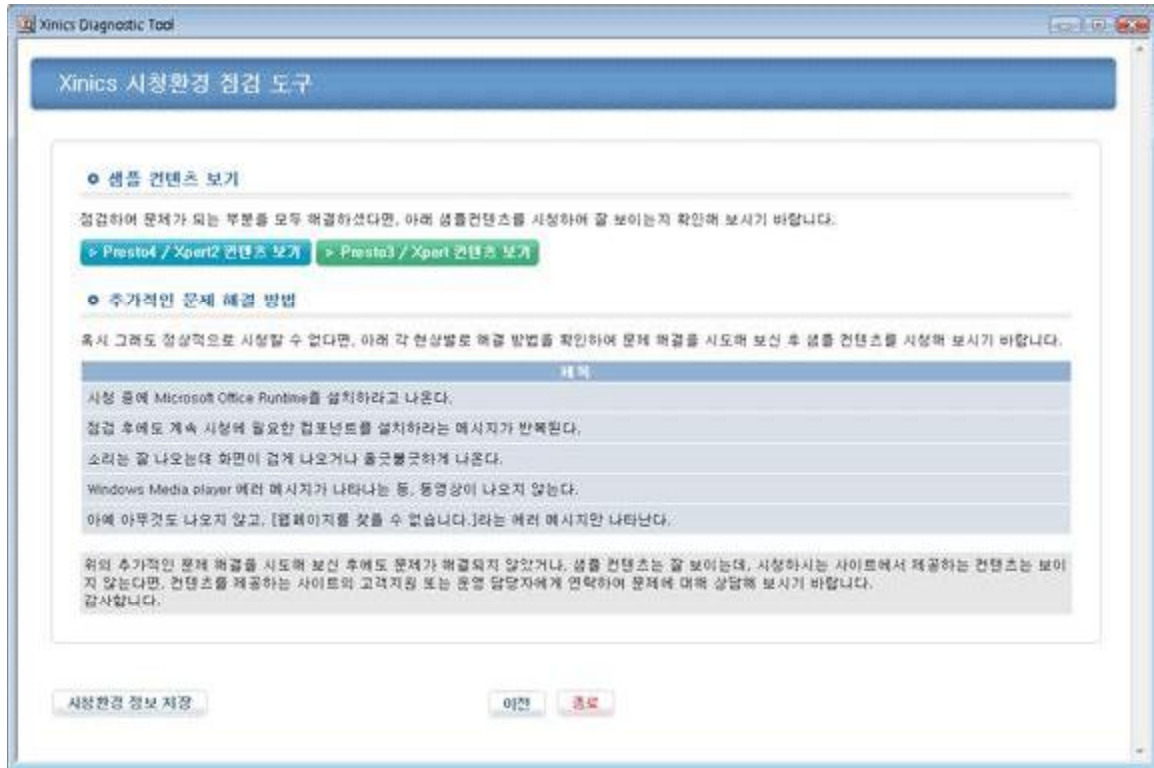 Xinics Diagnostic Tool
Xinics 시청환경 점검 도구
샘플 컨텐츠 보기
점검하여 문제가 되는 부분을 모두 해결하셨다면, 아래 샘플컨텐츠를 시청하여 잘 보이는지 확인해 보시기 바랍니다.
Presto4 / Xpert2 컨텐츠 보기
Presto3 / Xpert 컨텐츠 보기
추가적인 문제 해결 방법
혹시 그래도 정상적으로 시청할 수 없다면, 아래 각 현상별로 해결 방법을 확인하여 문제 해결을 시도해 보신 후 샘플 컨텐츠를 시청해 보시기 바랍니다.
제목
시청 중에 Microsoft Office Runtime를 설치하라고 나온다.
점검 후에도 계속 시청에 필요한 컴포넌트를 설치하라는 메시지가 반복된다.
소리는 잘 나오는데 화면이 검게 나오거나 울긋불긋하게 나온다.
Windows Media player 에러 메시지가 나타나는 등, 동영상이 나오지 않는다.
아예 아무것도 나오지 않고, [웹페이지를 찾을 수 없습니다.]라는 에러 메시지만 나타난다.
위의 추가적인 문제 해결을 시도해 보신 후에도 문제가 해결되지 않았거나, 샘플 컨텐츠는 잘 보이는데, 시청하시는 사이트에서 제공하는 컨텐츠는 보이
지 않는다면, 컨텐츠를 제공하는 사이트의 고객지원 또는 운영 담당자에게 연락하여 문제에 대해 상담해 보시기 바랍니다.
감사합니다.
시청환경 정보 저장
이전
종료